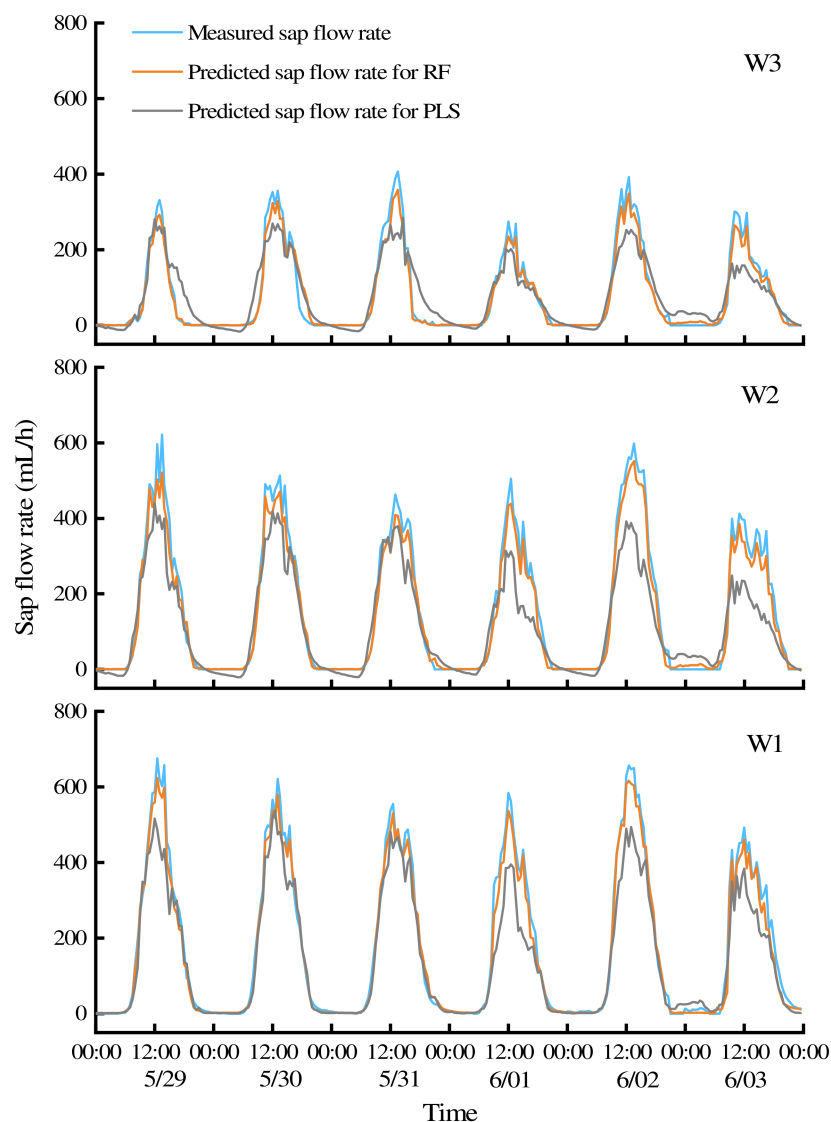 800
Measured sap flow rate
W3
Predicted sap flow rate for RF
600
Predicted sap flow rate for PLS
400
200
0
800
W2
600
400
200
0
Sap flow rate (mL/h)
800
W1
600
400
200
0
00:00 12:00 00:00 12:00 00:00 12:00 00:00 12:00 00:00 12:00 00:00 12:00 00:00
5/29 5/30 5/31 6/01 6/02 6/03
Time